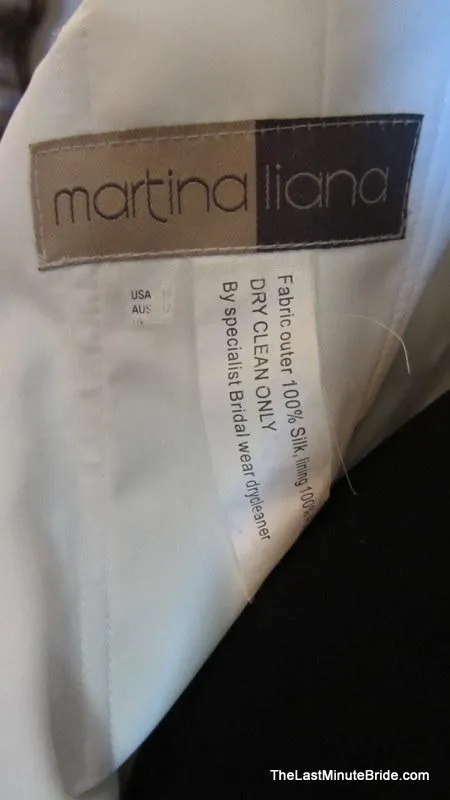 martina liana
USA
AUS
Fabric outer 100% Silk, lining 100%
DRY CLEAN ONLY
By specialist Bridal wear drycleaner
TheLastMinuteBride.com